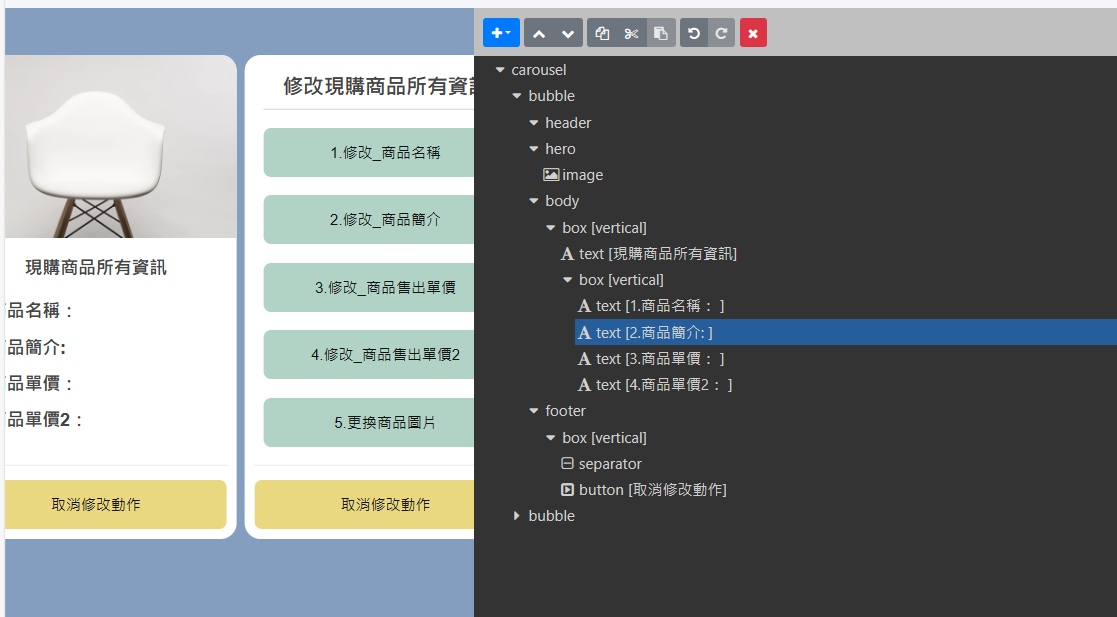 現購商品所有資訊
品名稱：
品簡介:
品單價：
品單價2：
取消修改動作
修改現購商品所有資
1.修改_商品名稱
2.修改_商品簡介
3.修改_商品售出單價
4.修改_商品售出單價2
5.更換商品圖片
取消修改動作
carousel
bubble
header
hero
image
body
box [vertical]
A text [現購商品所有資訊]
box [vertical]
A text [1.商品名稱： ]
A text [2.商品簡介: ]
A text [3.商品單價： ]
A text [4.商品單價2： ]
footer
box [vertical]
separator
button [取消修改動作]
bubble